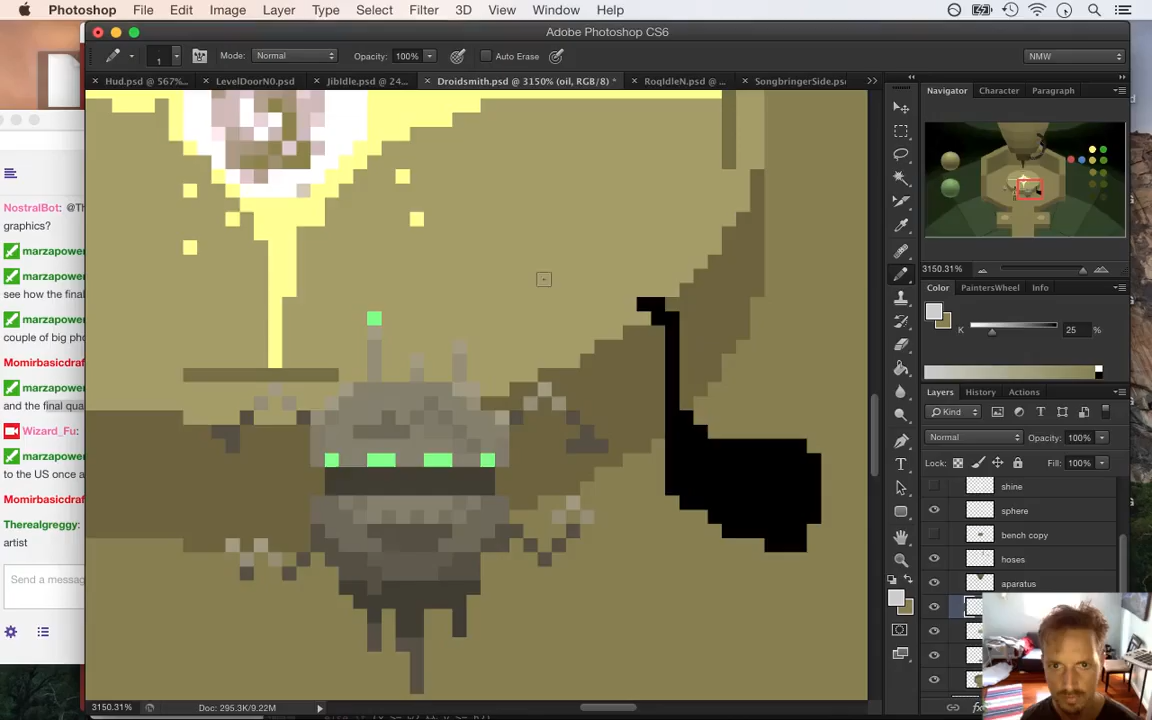 Photoshop File Edit Image Layer Type Select Filter 3D View Window Help
Adobe Photoshop CS6
1 Mode: Normal Opacity: 100% Auto Erase NMW
Hud.psd @ 567%... LevelDoorN0.psd JibIdle.psd @ 24... Droidsmith.psd @ 3150% (oil, RGB/8) * RoqIdleN.psd @ ... SongbringerSide.psd
Navigator Character Paragraph
3150.31%
Color PaintersWheel Info
K 25 %
Layers History Actions
Kind
Normal Opacity: 100%
Lock: Fill: 100%
shine
sphere
bench copy
hoses
aparatus
fx
NostralBot: @Th
graphics?
marzapower
marzapower
see how the final
marzapower
couple of big pho
Momirbasicdraf
marzapower
and the final qua
Wizard_Fu:
marzapower
to the US once a
Momirbasicdraf
Therealgreggy:
artist
Send a messag
3150.31% Doc: 295.3K/9.22M